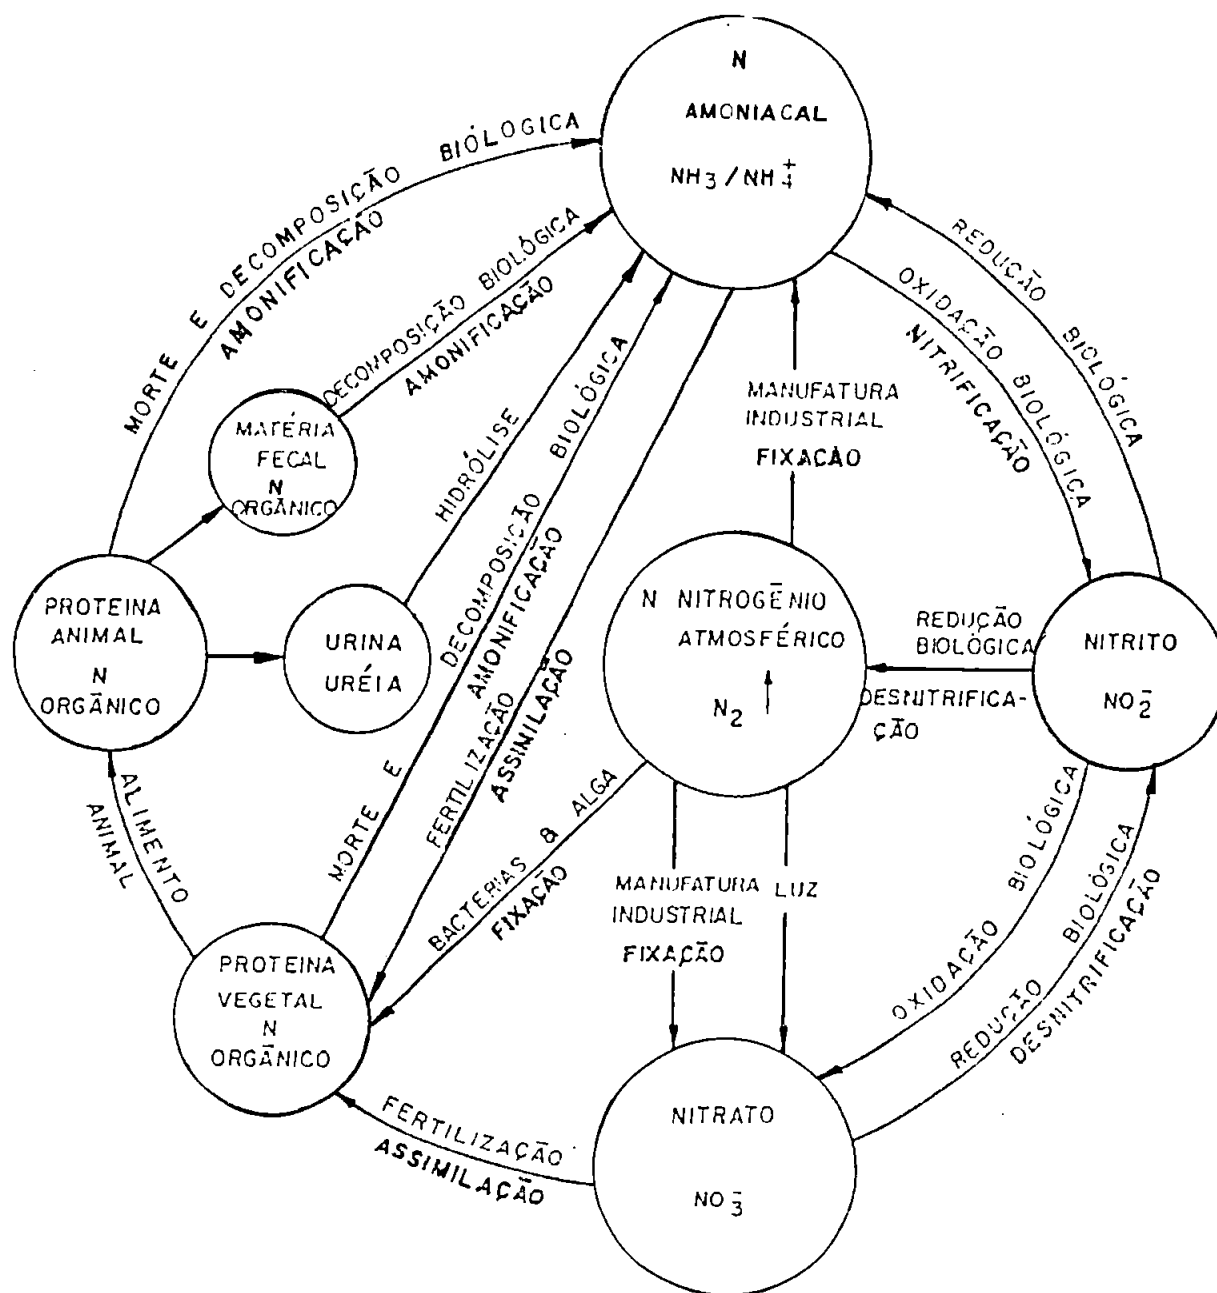 N
AMONIACAL
NH3/NH4+
MORTE E DECOMPOSIÇÃO BIÓLOGICA
AMONIFICAÇÃO
DECOMPOSIÇÃO BIOLÓGICA
AMONIFICAÇÃO
MATÉRIA
FECAL
N
ORGÂNICO
HIDRÓLISE
MORTE E DECOMPOSIÇÃO BIOLÓGICA
AMONIFICAÇÃO
FERTILIZAÇÃO
ASSIMILAÇÃO
MANUFATURA
INDUSTRIAL
FIXAÇÃO
OXIDAÇÃO BIOLÓGICA
NITRIFICAÇÃO
REDUÇÃO BIOLÓGICA
PROTEINA
ANIMAL
N
ORGÂNICO
URINA
URÉIA
N NITROGÊNIO
ATMOSFÉRICO
N2 ↑
REDUÇÃO
BIOLÓGICA
DESNITRIFICA-
ÇÃO
NITRITO
NO2-
ALIMENTO
ANIMAL
BACTERIAS & ALGA
FIXAÇÃO
MANUFATURA
INDUSTRIAL
FIXAÇÃO
LUZ
OXIDAÇÃO BIOLÓGICA
REDUÇÃO BIOLÓGICA
DESNITRIFICAÇÃO
PROTEINA
VEGETAL
N
ORGÂNICO
FERTILIZAÇÃO
ASSIMILAÇÃO
NITRATO
NO3-